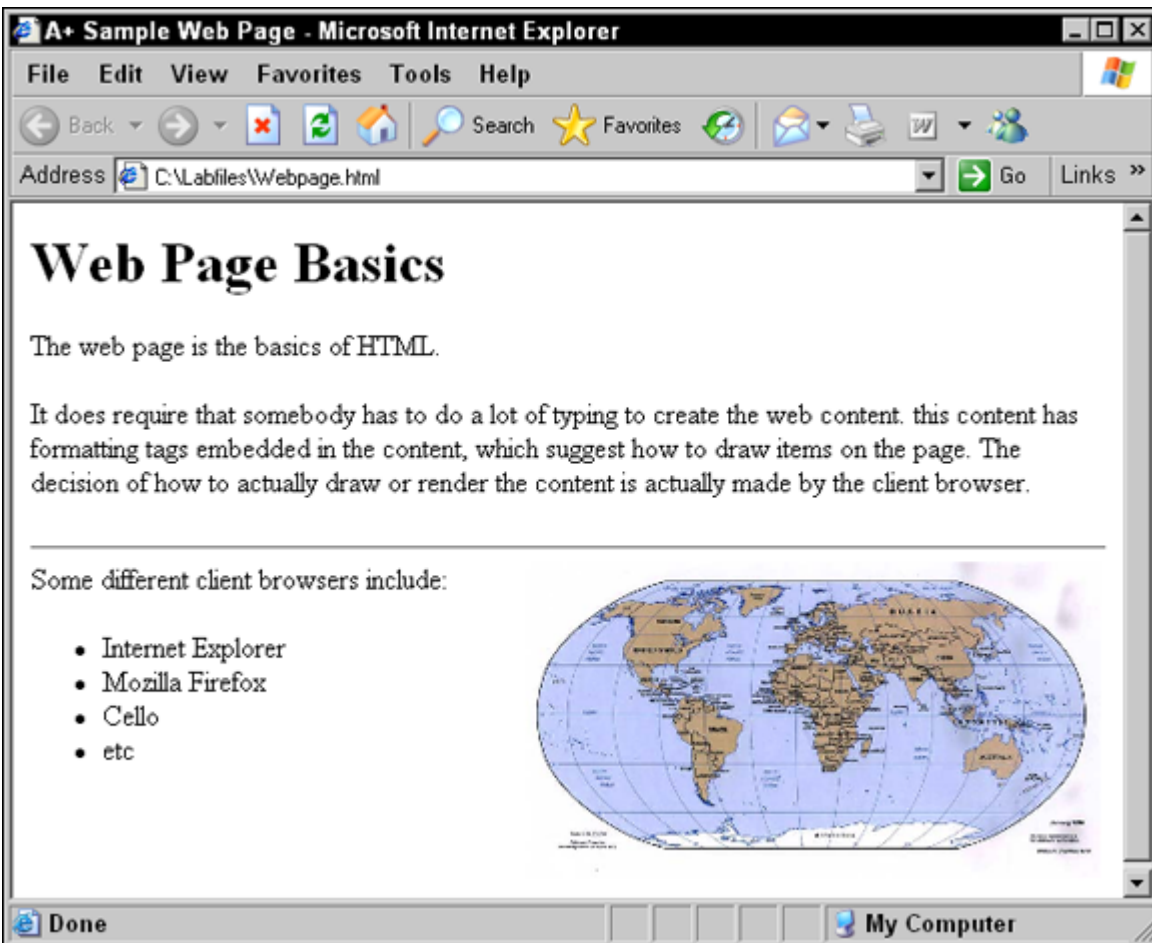 A+ Sample Web Page - Microsoft Internet Explorer
File Edit View Favorites Tools Help
Back Search Favorites W
Address C:\Labfiles\Webpage.html Go Links »
Web Page Basics
The web page is the basics of HTML.
It does require that somebody has to do a lot of typing to create the web content. this content has
formatting tags embedded in the content, which suggest how to draw items on the page. The
decision of how to actually draw or render the content is actually made by the client browser.
Some different client browsers include:
• Internet Explorer
• Mozilla Firefox
• Cello
• etc
RUSSIA
Done My Computer